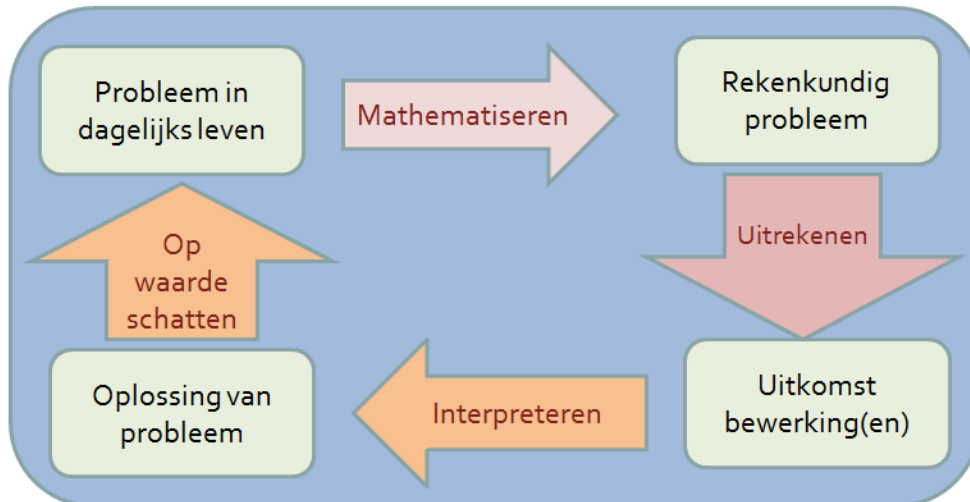 Probleem in
dagelijks leven
Mathematiseren
Rekenkundig
probleem
Uitrekenen
Uitkomst
bewerking(en)
Interpreteren
Oplossing van
probleem
Op
waarde
schatten